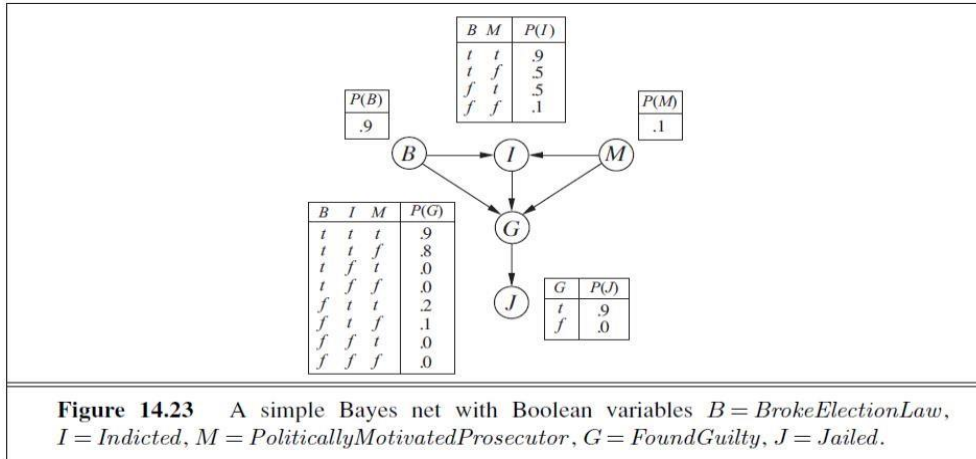 B M P(I)
t t .9
t f .5
f t .5
f f .1
P(B)
.9
P(M)
.1
B
I
M
B I M P(G)
t t t .9
t t f .8
t f t .0
t f f .0
f t t .2
f t f .1
f f t .0
f f f .0
G
J
G P(J)
t .9
f .0
Figure 14.23 A simple Bayes net with Boolean variables B = BrokeElectionLaw,
I = Indicted, M = PoliticallyMotivatedProsecutor, G = FoundGuilty, J = Jailed.